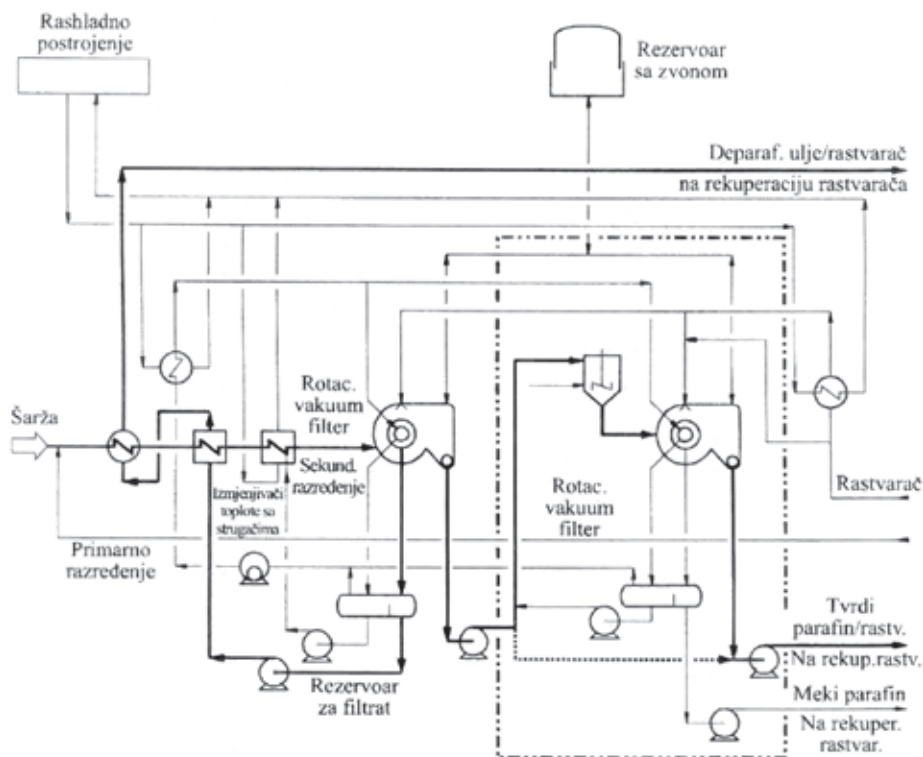 Rashladno
postrojenje
Rezervoar
sa zvonom
Deparaf. ulje/rastvarač
na rekuperaciju rastvarača
Šarža
Rotac.
vakuum
filter
Sekund.
razređenje
Izmjenjivači
toplote sa
strugačima
Rotac.
vakuum
filter
Rastvarač
Primarno
razređenje
Tvrdi
parafin/rastv.
Na rekup.rastv.
Rezervoar
za filtrat
Meki parafin
Na rekuper.
rastvar.